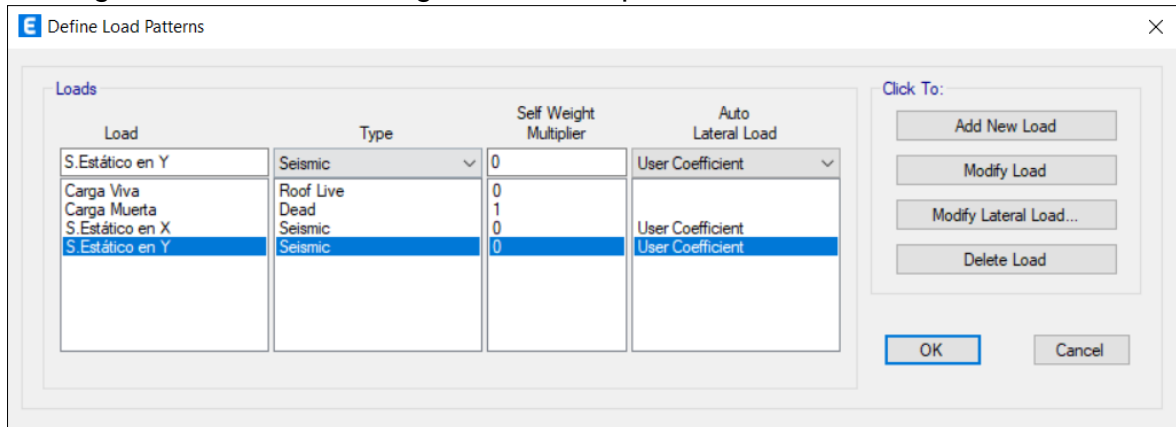 E Define Load Patterns
Loads
Load Type Self Weight Multiplier Auto Lateral Load
S.Estático en Y Seismic 0 User Coefficient
Carga Viva Roof Live 0
Carga Muerta Dead 1
S.Estático en X Seismic 0 User Coefficient
S.Estático en Y Seismic 0 User Coefficient
Click To:
Add New Load
Modify Load
Modify Lateral Load...
Delete Load
OK Cancel